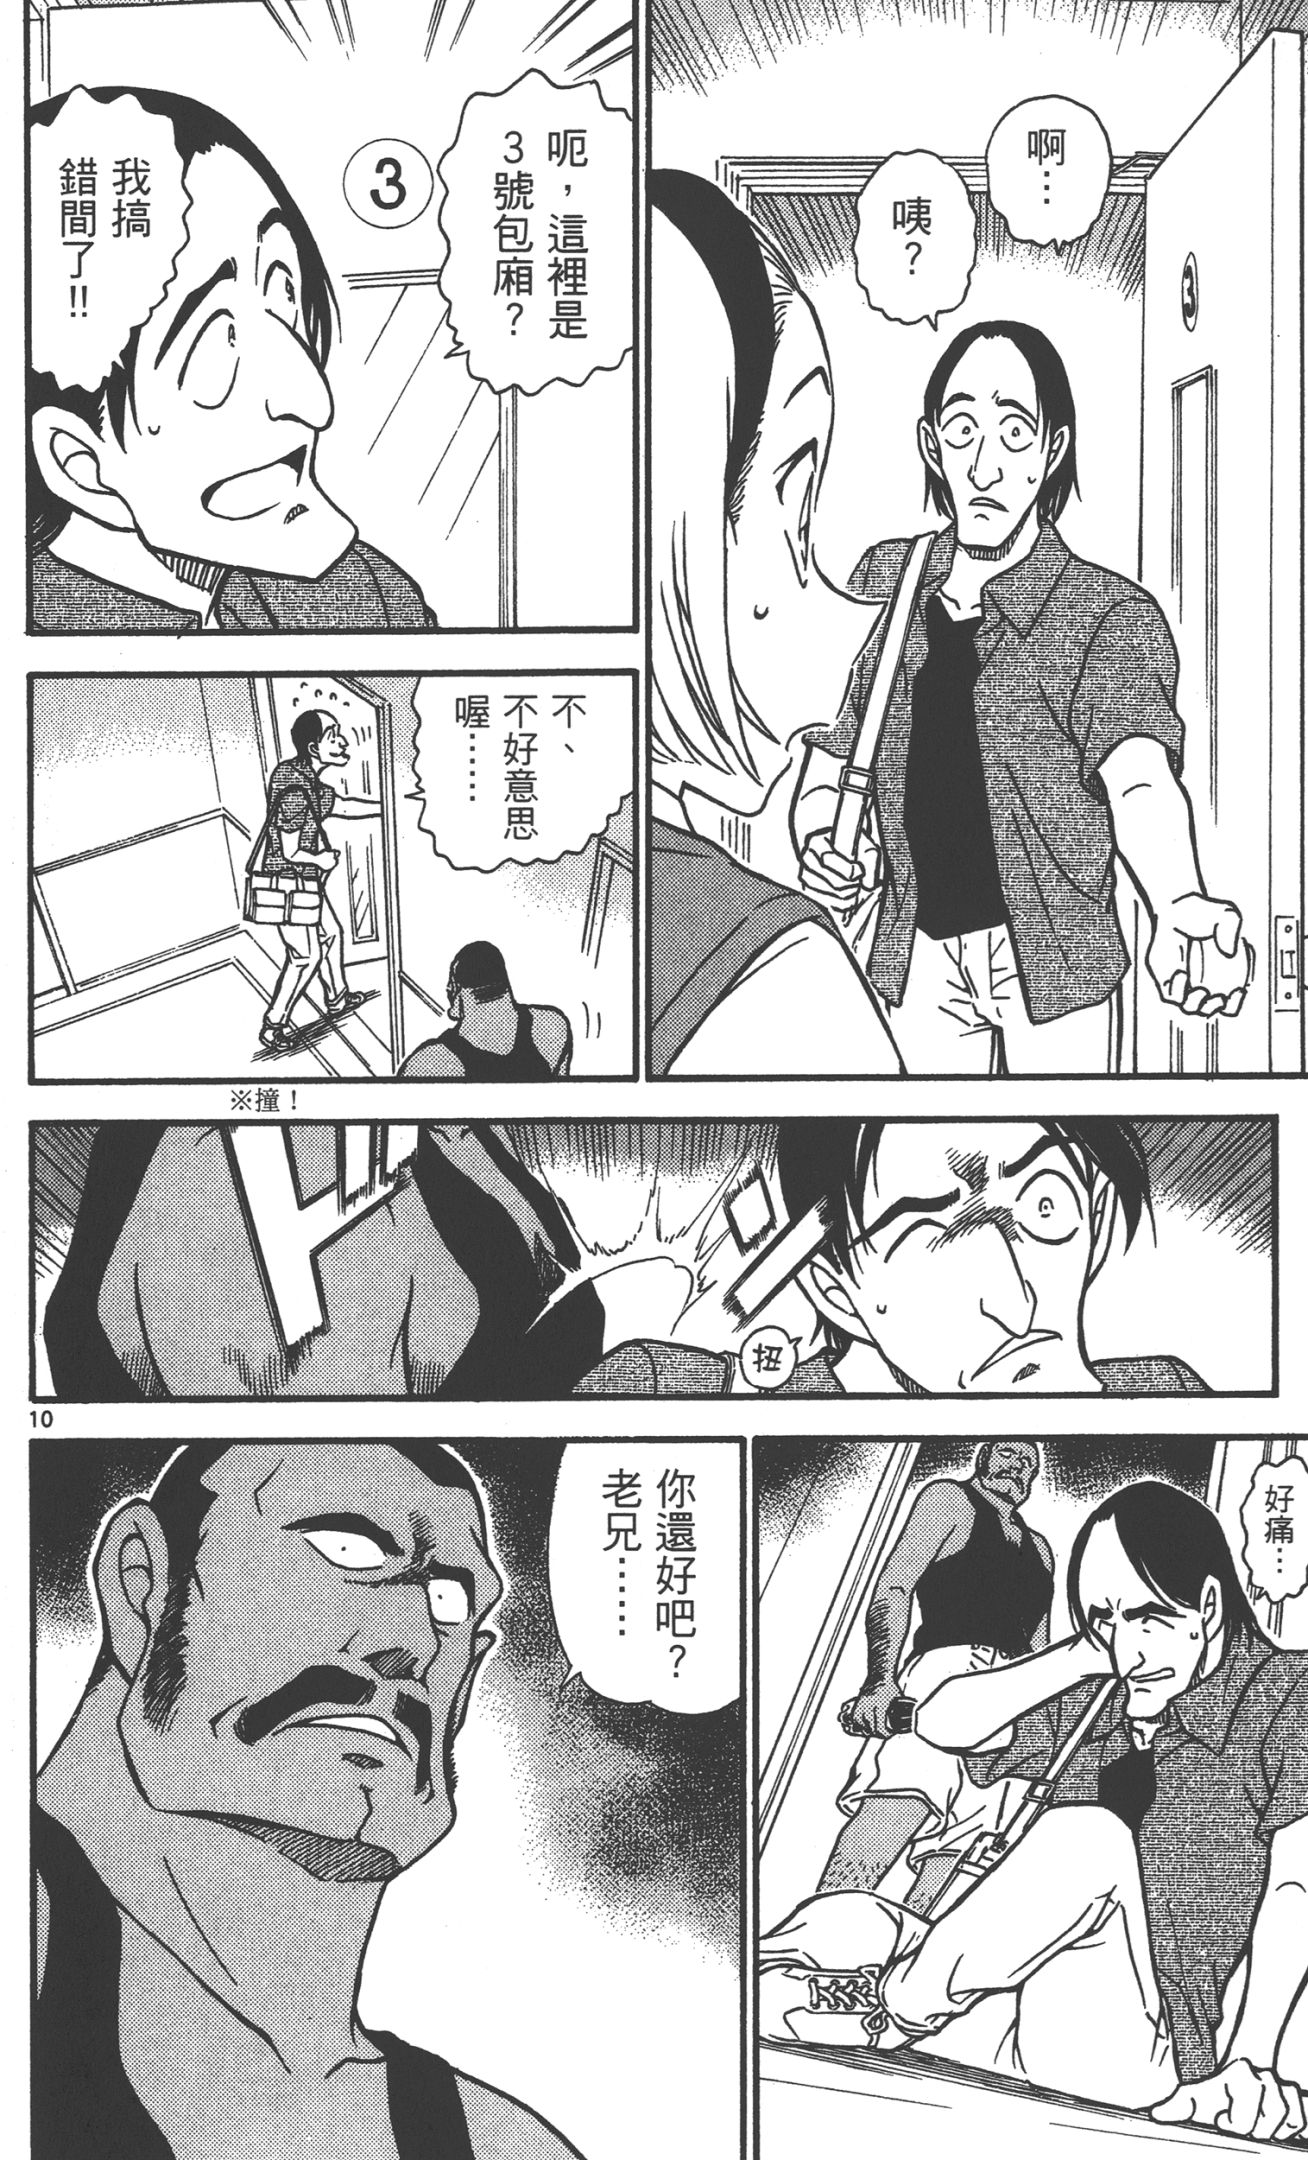 啊…
咦？
3
呃，這裡是
3號包廂？
3
我搞
錯間了!!
不、
不好意思
喔……
※撞！
扭
10
好痛…
你還好吧？
老兄……